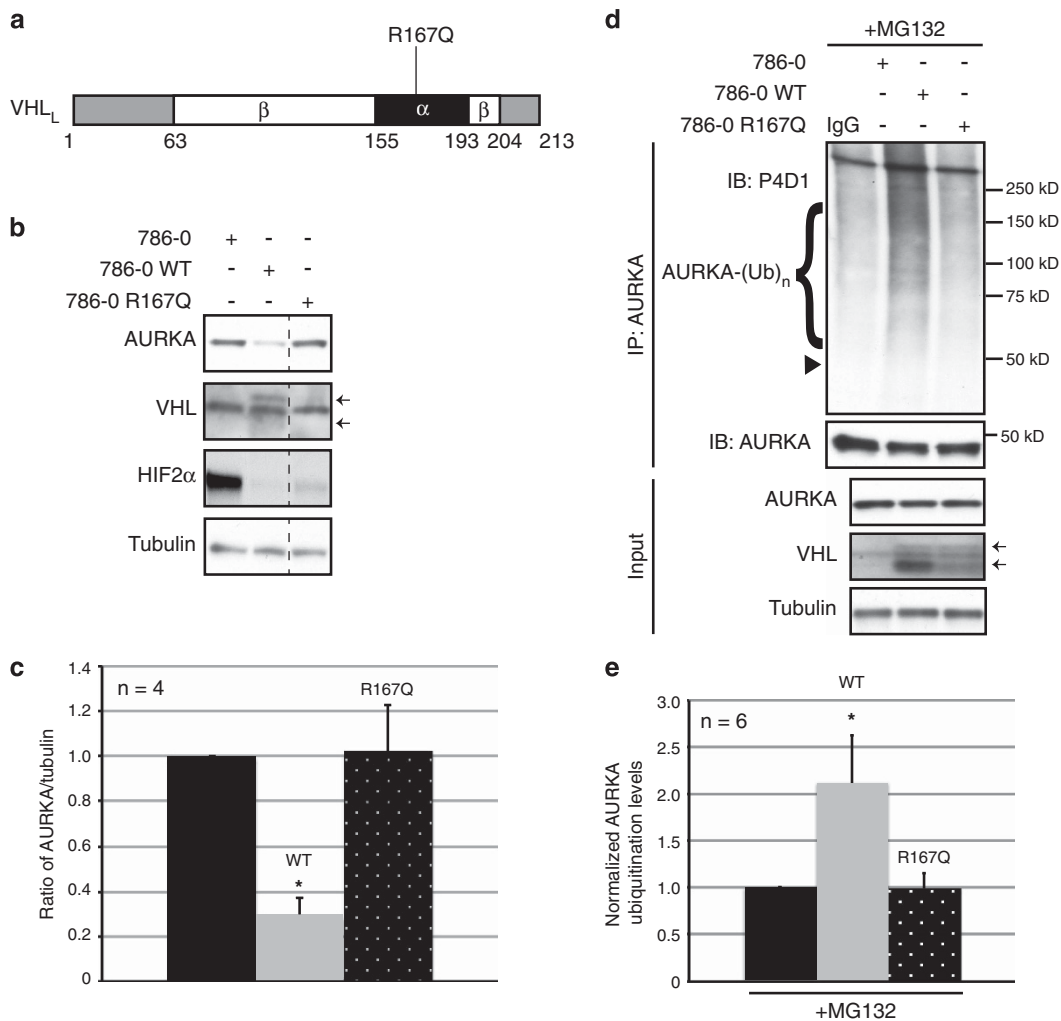 a
R167Q
VHLL
β
α
β
1
63
155
193
204
213
b
786-0 + - -
786-0 WT - + -
786-0 R167Q - - +
AURKA
VHL
HIF2α
Tubulin
c
n = 4
Ratio of AURKA/tubulin
1.4
1.2
1.0
0.8
0.6
0.4
0.2
0
WT
*
R167Q
d
+MG132
786-0 + - -
786-0 WT - + -
786-0 R167Q IgG - - +
IP: AURKA
IB: P4D1
AURKA-(Ub)n
250 kD
150 kD
100 kD
75 kD
50 kD
IB: AURKA
50 kD
Input
AURKA
VHL
Tubulin
e
n = 6
Normalized AURKA
ubiquitination levels
3.0
2.5
2.0
1.5
1.0
0.5
0
WT
*
R167Q
+MG132